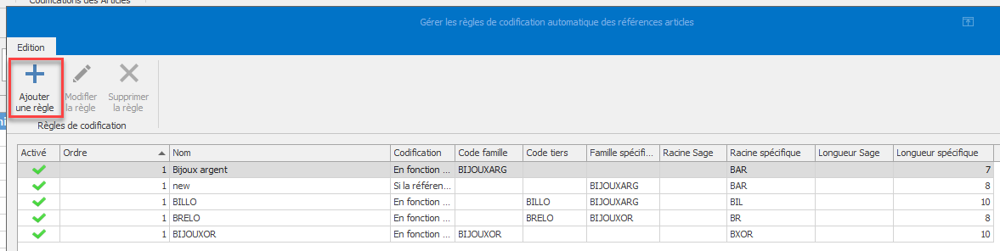 Codifications des Articles
Gérer les règles de codification automatique des références articles
Edition
Ajouter une règle
Modifier la règle
Supprimer la règle
Règles de codification
Activé Ordre Nom Codification Code famille Code tiers Famille spécifi... Racine Sage Racine spécifique Longueur Sage Longueur spécifique
1 Bijoux argent En fonction ... BIJOUXARG BAR 7
1 new Si la référen... BIJOUXARG BAR 8
1 BILLO En fonction ... BILLO BIJOUXARG BIL 10
1 BRELO En fonction ... BRELO BIJOUXOR BR 8
1 BIJOUXOR En fonction ... BIJOUXOR BXOR 10